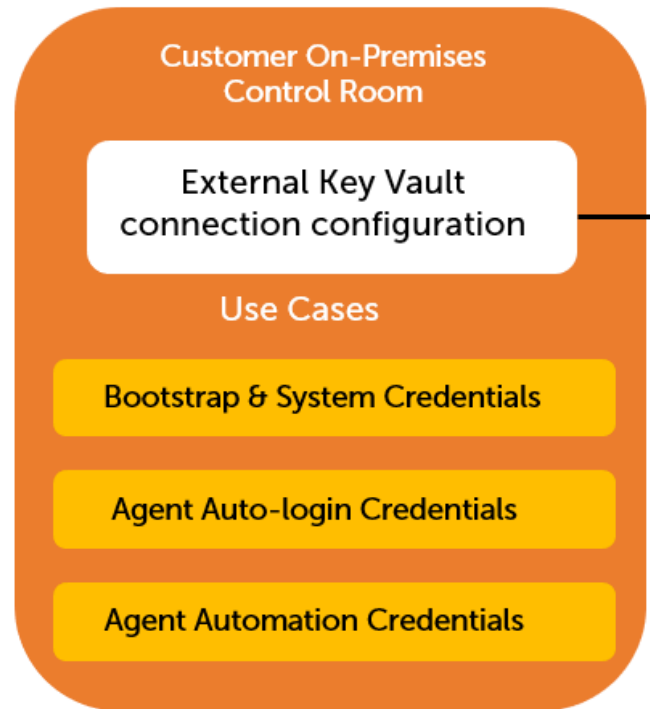 Customer On-Premises
Control Room
External Key Vault
connection configuration
Use Cases
Bootstrap & System Credentials
Agent Auto-login Credentials
Agent Automation Credentials